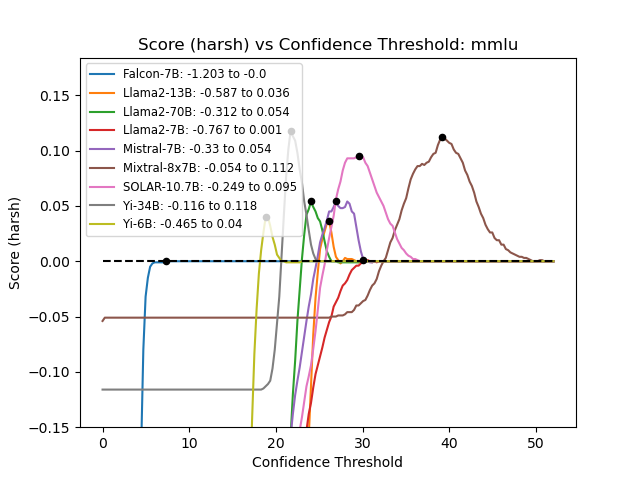 Score (harsh) vs Confidence Threshold: mmlu
Score (harsh)
0.15
0.10
0.05
0.00
−0.05
−0.10
−0.15
Falcon-7B: -1.203 to -0.0
Llama2-13B: -0.587 to 0.036
Llama2-70B: -0.312 to 0.054
Llama2-7B: -0.767 to 0.001
Mistral-7B: -0.33 to 0.054
Mixtral-8x7B: -0.054 to 0.112
SOLAR-10.7B: -0.249 to 0.095
Yi-34B: -0.116 to 0.118
Yi-6B: -0.465 to 0.04
0 10 20 30 40 50
Confidence Threshold